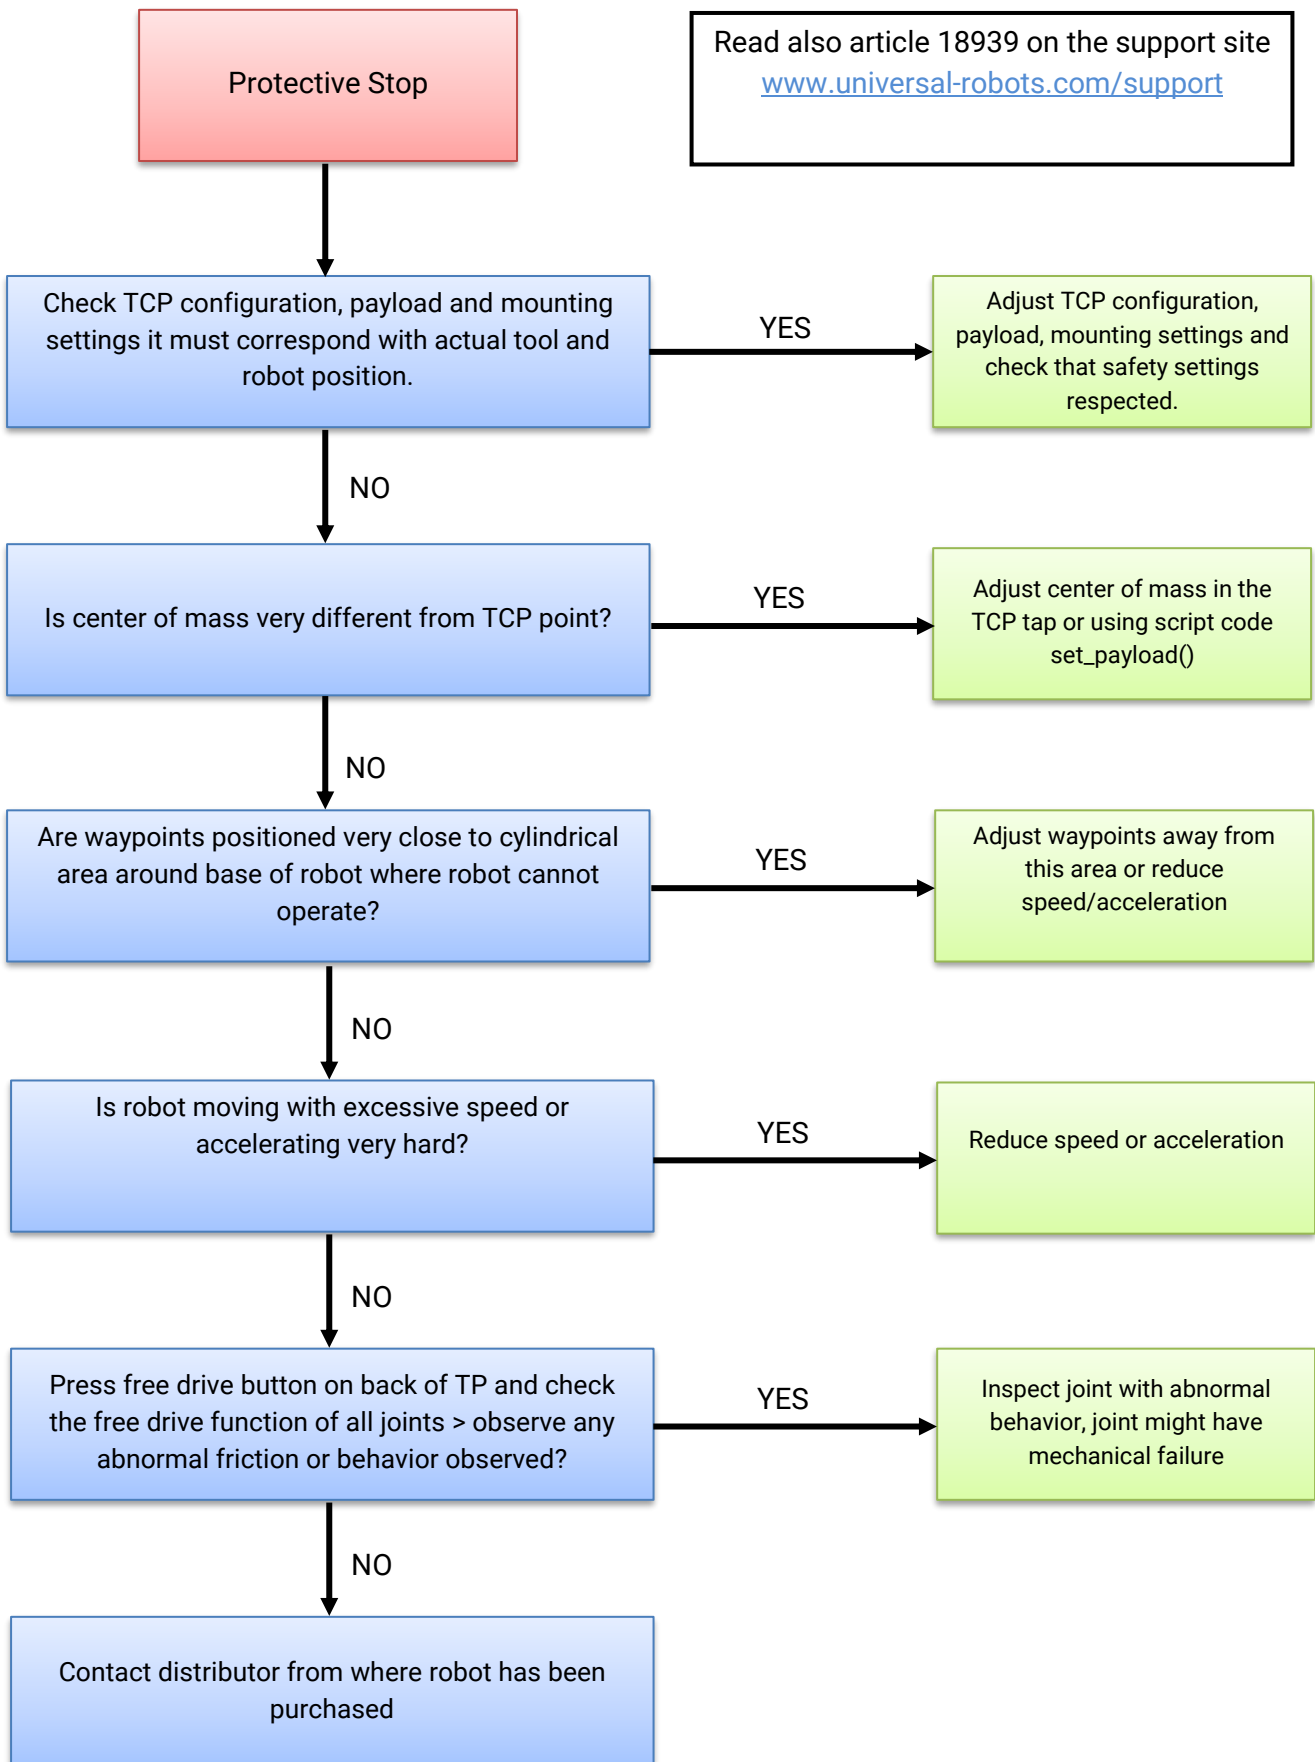 Protective Stop
Read also article 18939 on the support site
www.universal-robots.com/support
Check TCP configuration, payload and mounting
settings it must correspond with actual tool and
robot position.
YES
Adjust TCP configuration,
payload, mounting settings and
check that safety settings
respected.
NO
Is center of mass very different from TCP point?
YES
Adjust center of mass in the
TCP tap or using script code
set_payload()
NO
Are waypoints positioned very close to cylindrical
area around base of robot where robot cannot
operate?
YES
Adjust waypoints away from
this area or reduce
speed/acceleration
NO
Is robot moving with excessive speed or
accelerating very hard?
YES
Reduce speed or acceleration
NO
Press free drive button on back of TP and check
the free drive function of all joints > observe any
abnormal friction or behavior observed?
YES
Inspect joint with abnormal
behavior, joint might have
mechanical failure
NO
Contact distributor from where robot has been
purchased